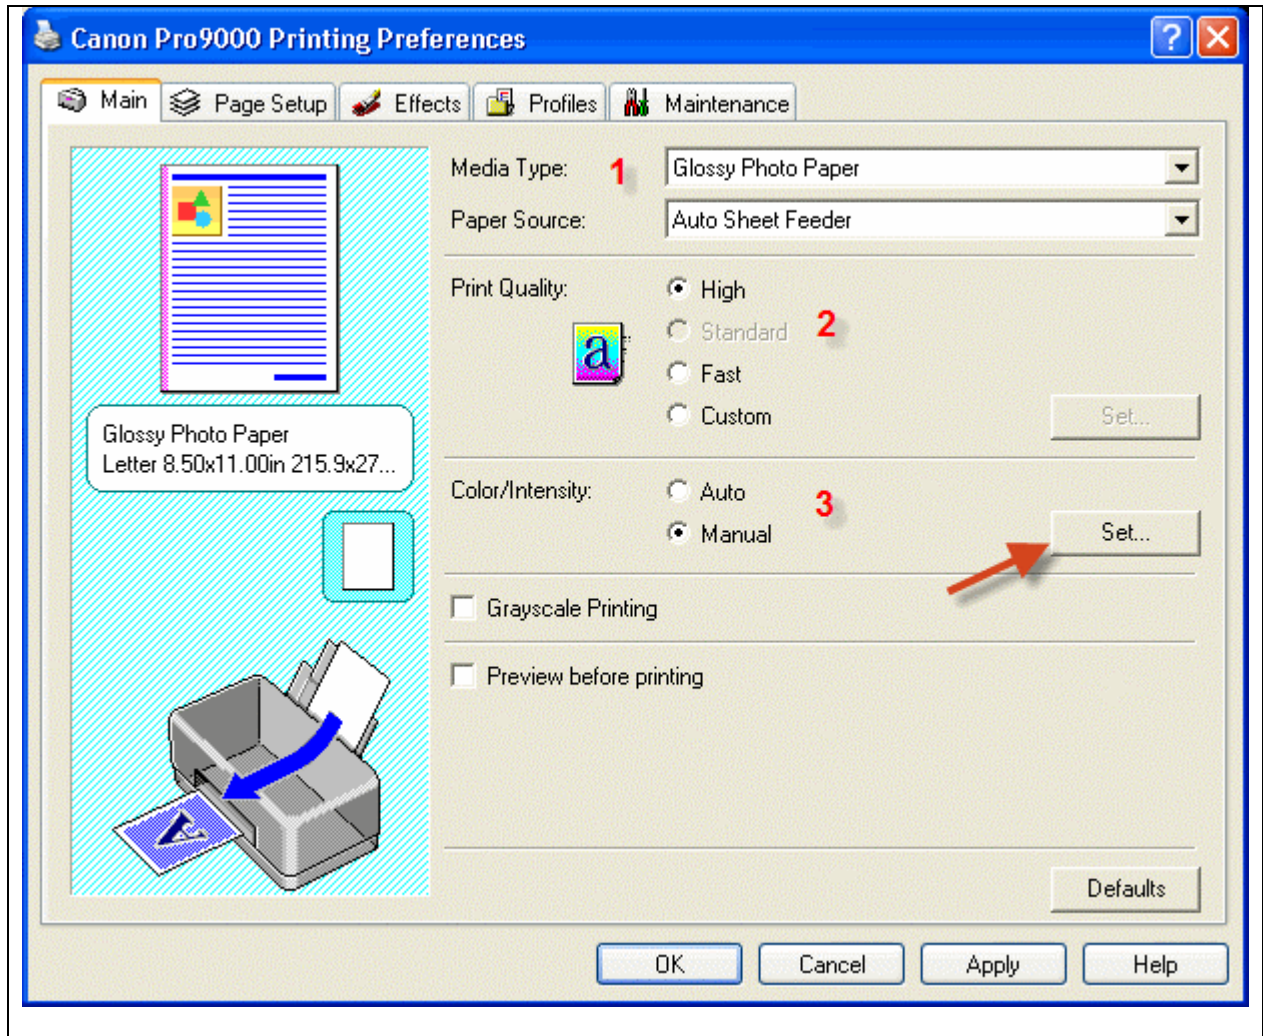 Canon Pro9000 Printing Preferences
Main Page Setup Effects Profiles Maintenance
Media Type: 1 Glossy Photo Paper
Paper Source: Auto Sheet Feeder
Print Quality: High
Standard 2
a
Fast
Custom Set...
Glossy Photo Paper
Letter 8.50x11.00in 215.9x27...
Color/Intensity: Auto 3
Manual Set...
Grayscale Printing
Preview before printing
A
Defaults
OK Cancel Apply Help